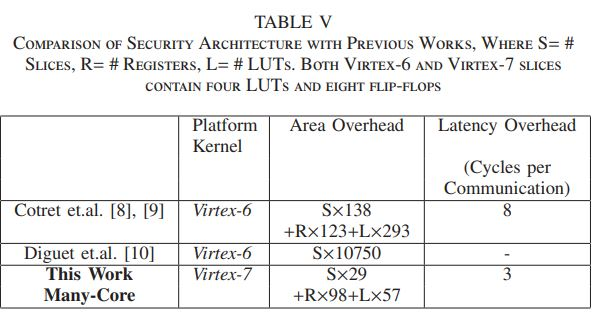 TABLE V
COMPARISON OF SECURITY ARCHITECTURE WITH PREVIOUS WORKS, WHERE S= #
SLICES, R= # REGISTERS, L= # LUTS. BOTH VIRTEX-6 AND VIRTEX-7 SLICES
CONTAIN FOUR LUTS AND EIGHT FLIP-FLOPS
Platform Kernel Area Overhead Latency Overhead
(Cycles per Communication)
Cotret et.al. [8], [9] Virtex-6 S×138 8
+R×123+L×293
Diguet et.al. [10] Virtex-6 S×10750 -
This Work Virtex-7 S×29 3
Many-Core +R×98+L×57